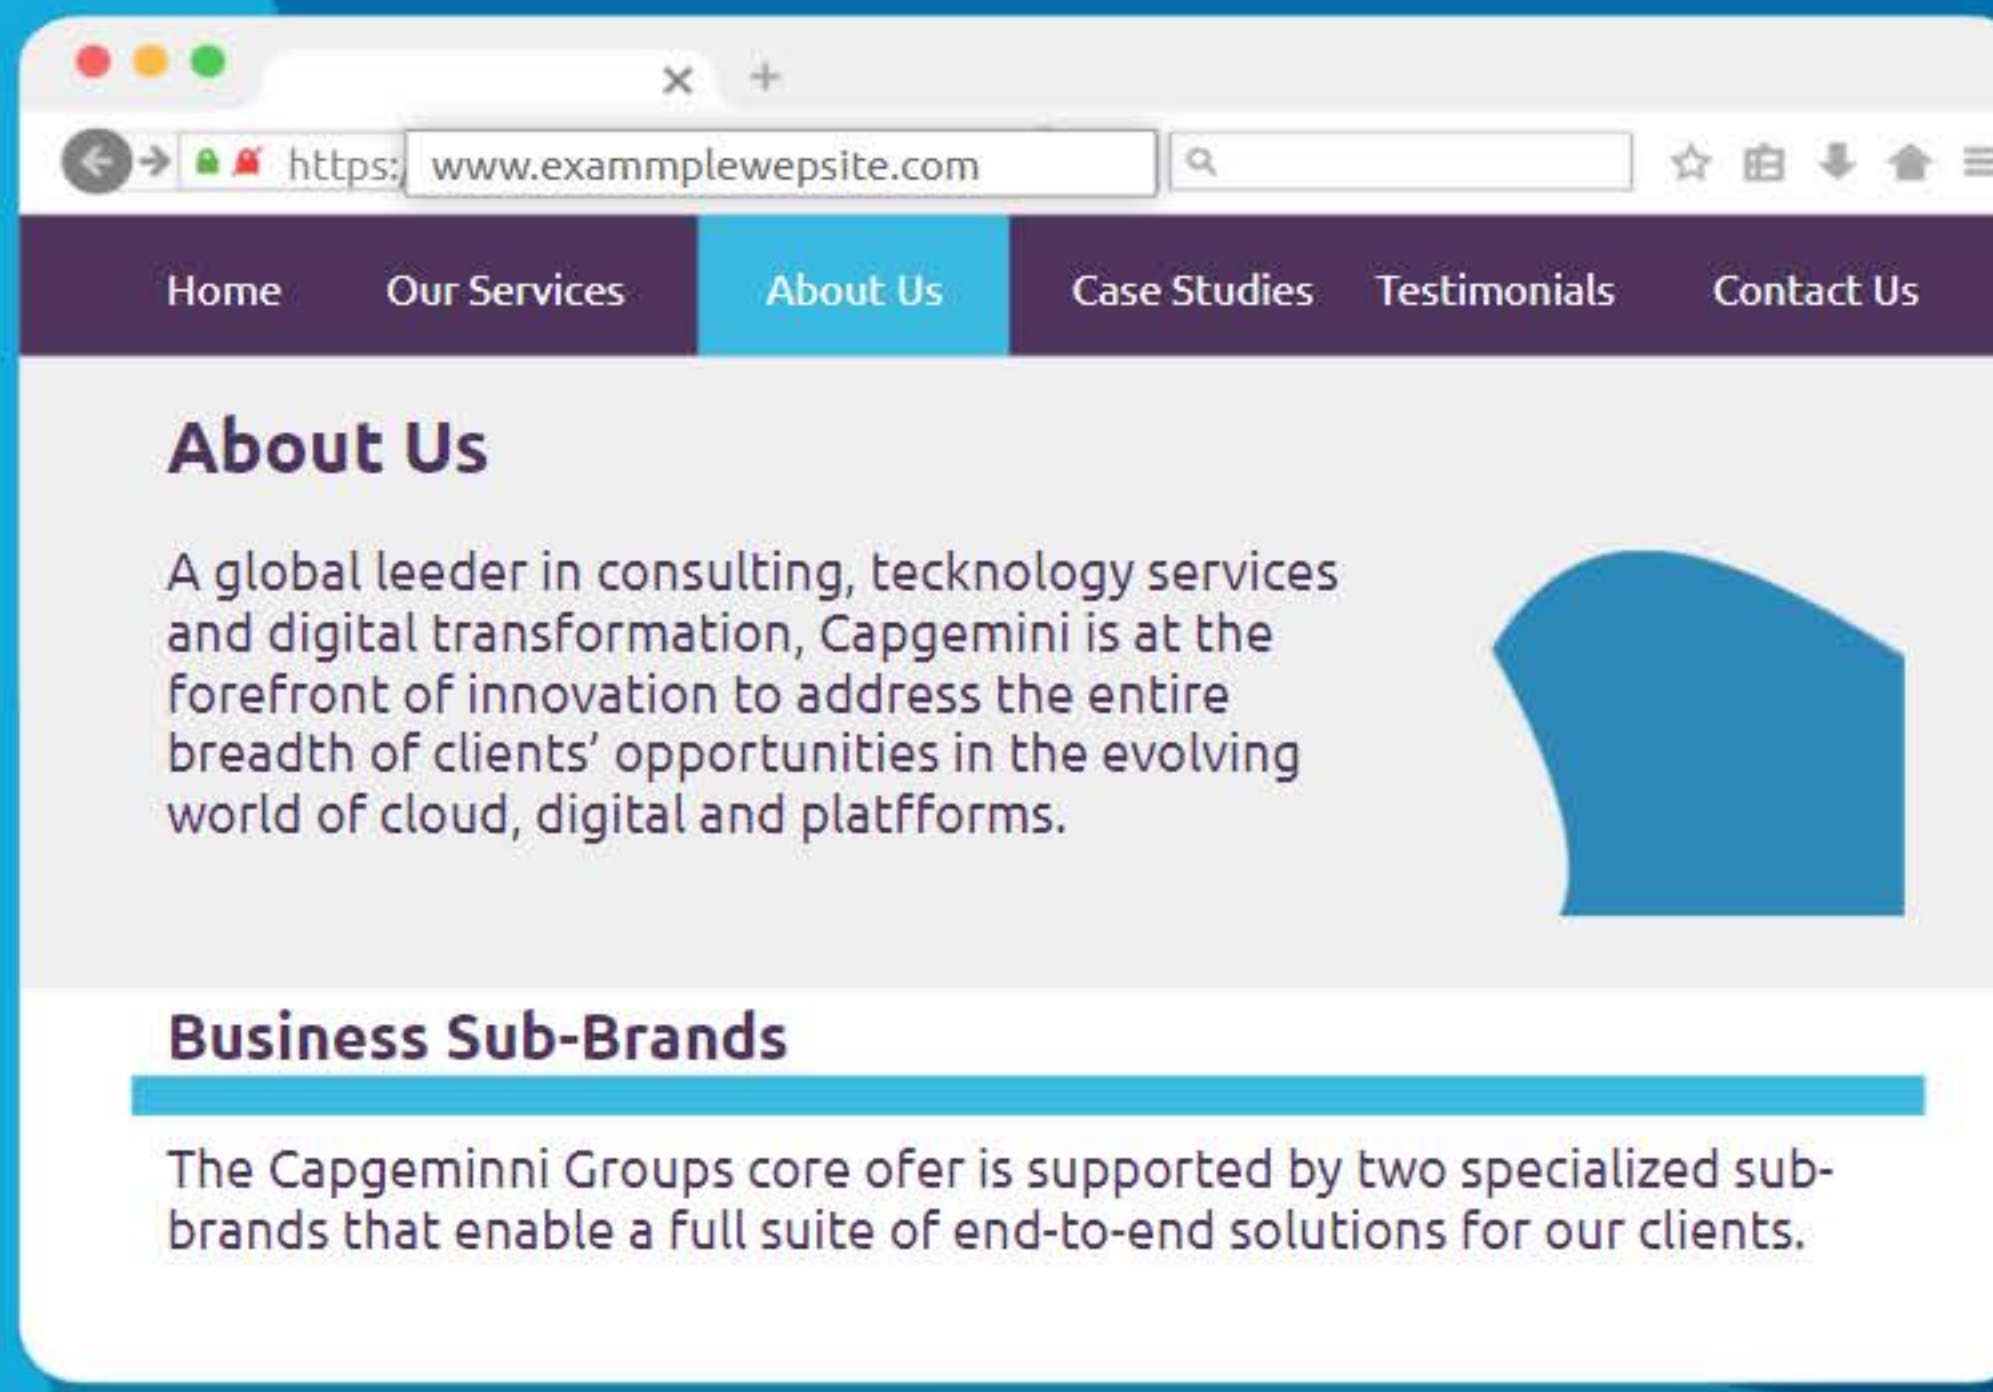 https:/ www.exammplewepsite.com
Home Our Services About Us Case Studies Testimonials Contact Us
About Us
A global leeder in consulting, tecknology services
and digital transformation, Capgemini is at the
forefront of innovation to address the entire
breadth of clients’ opportunities in the evolving
world of cloud, digital and platfforms.
Business Sub-Brands
The Capgeminni Groups core ofer is supported by two specialized sub-
brands that enable a full suite of end-to-end solutions for our clients.